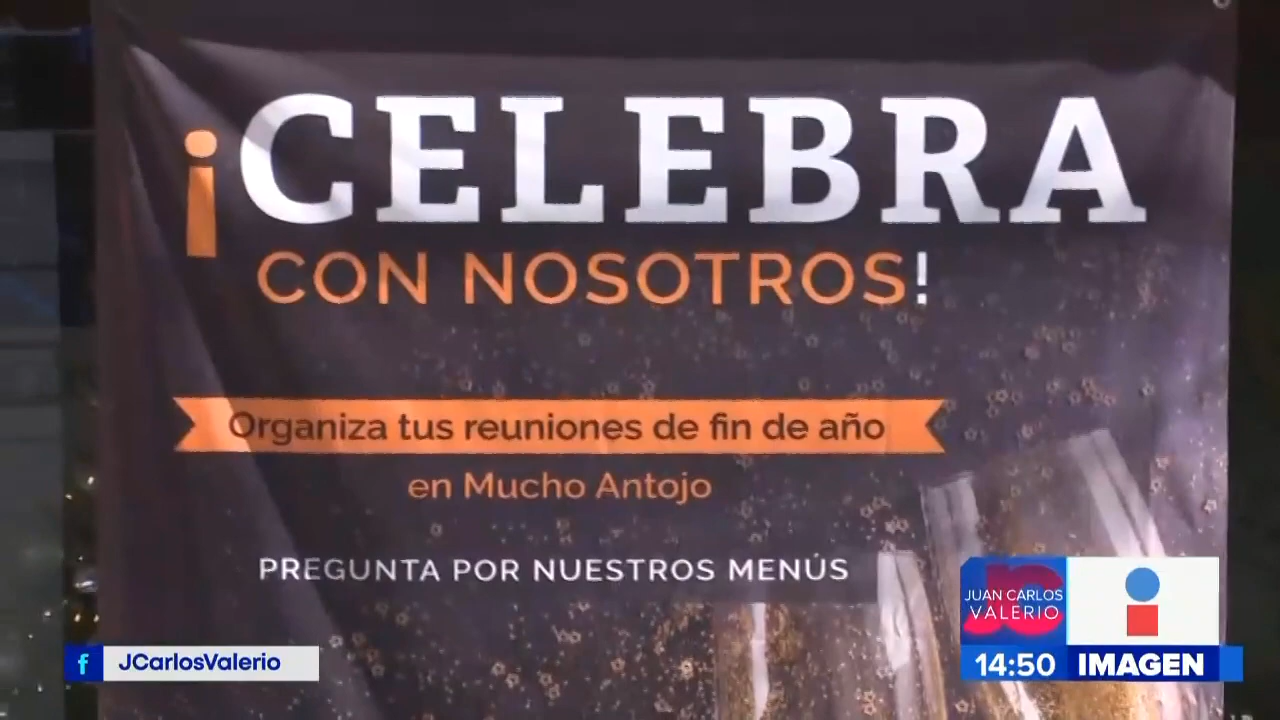 ¡CELEBRA
CON NOSOTROS!
Organiza tus reuniones de fin de año
en Mucho Antojo
PREGUNTA POR NUESTROS MENÚS
JUAN CARLOS
VALERIO
f JCarlosValerio
14:50 IMAGEN